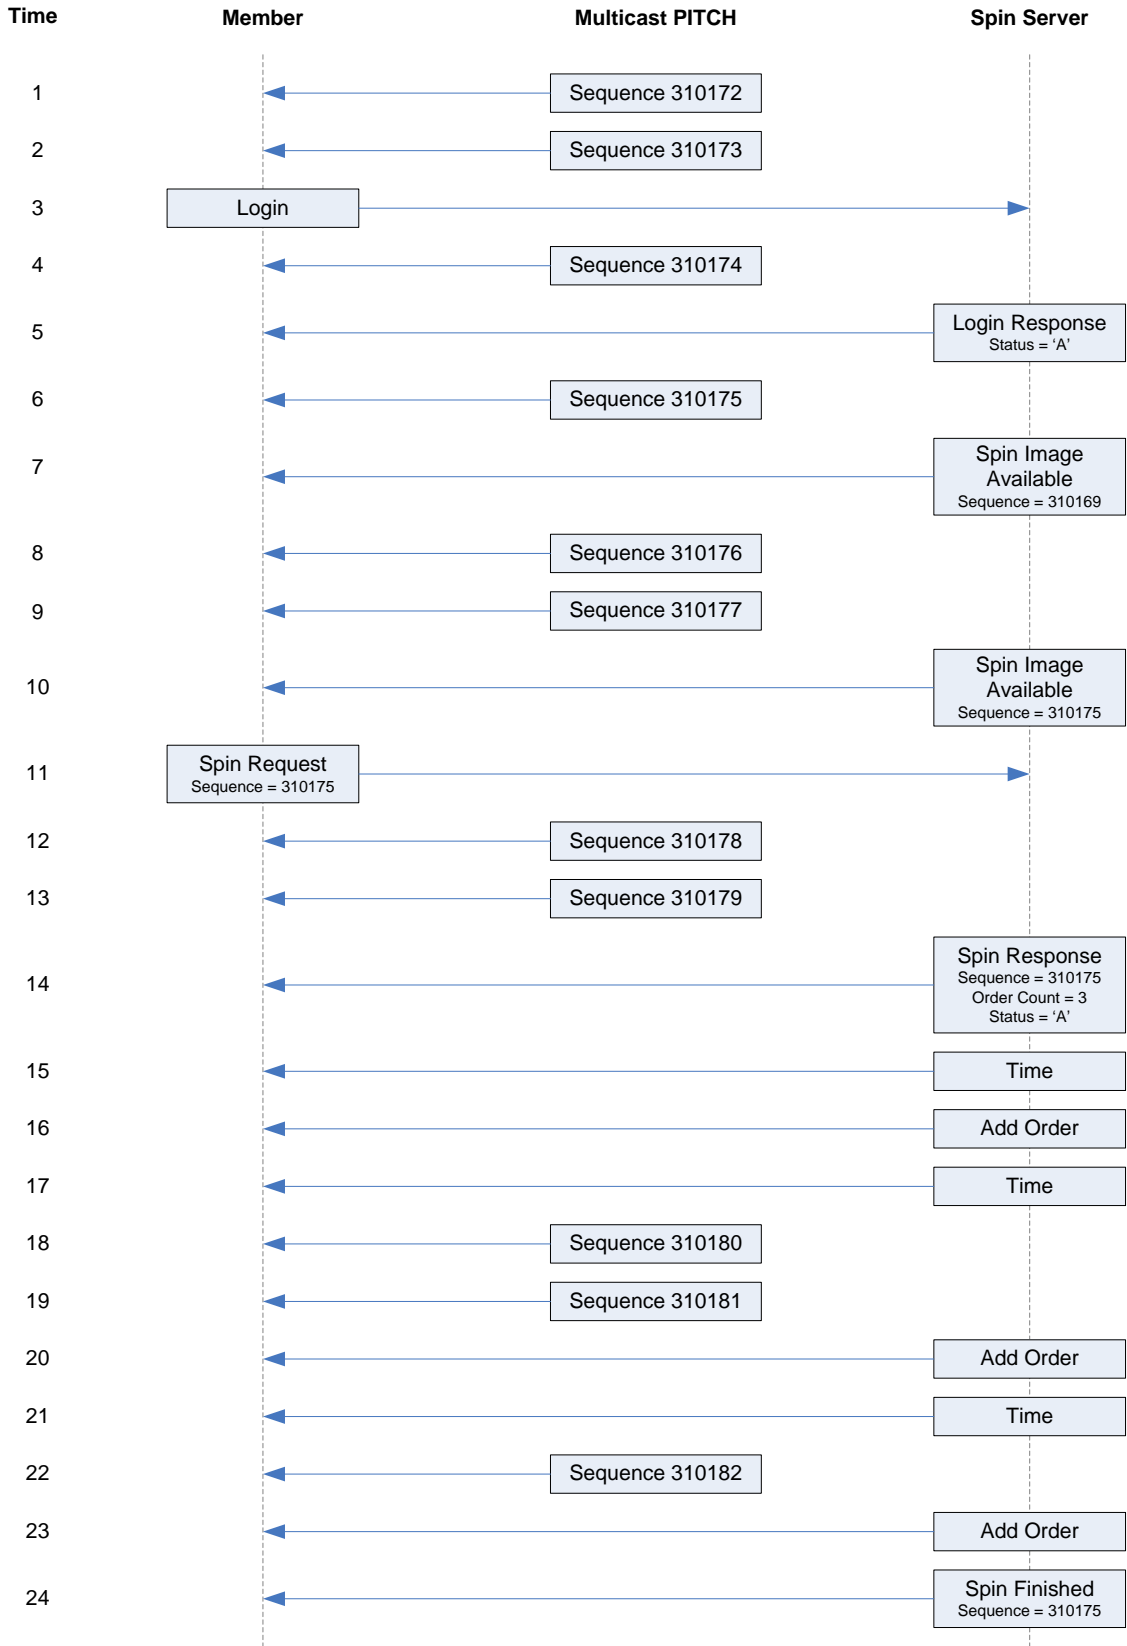 Time Member Multicast PITCH Spin Server
1 Sequence 310172
2 Sequence 310173
3 Login
4 Sequence 310174
5 Login Response
Status = ‘A’
6 Sequence 310175
7 Spin Image
Available
Sequence = 310169
8 Sequence 310176
9 Sequence 310177
10 Spin Image
Available
Sequence = 310175
11 Spin Request
Sequence = 310175
12 Sequence 310178
13 Sequence 310179
14 Spin Response
Sequence = 310175
Order Count = 3
Status = ‘A’
15 Time
16 Add Order
17 Time
18 Sequence 310180
19 Sequence 310181
20 Add Order
21 Time
22 Sequence 310182
23 Add Order
24 Spin Finished
Sequence = 310175